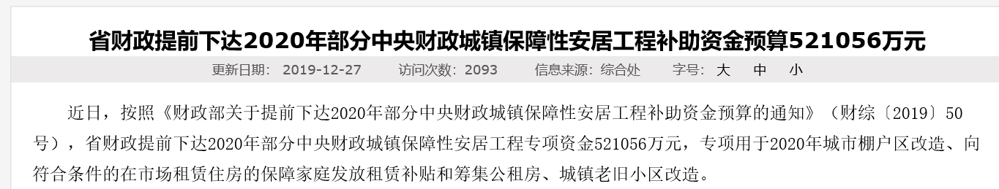 省财政提前下达2020年部分中央财政城镇保障性安居工程补助资金预算521056万元
更新日期： 2019-12-27 访问次数：2093 信息来源：综合处 字号： 大 中 小
近日，按照《财政部关于提前下达2020年部分中央财政城镇保障性安居工程补助资金预算的通知》（财综〔2019〕50
号），省财政提前下达2020年部分中央财政城镇保障性安居工程专项资金521056万元，专项用于2020年城市棚户区改造、向
符合条件的在市场租赁住房的保障家庭发放租赁补贴和筹集公租房、城镇老旧小区改造。